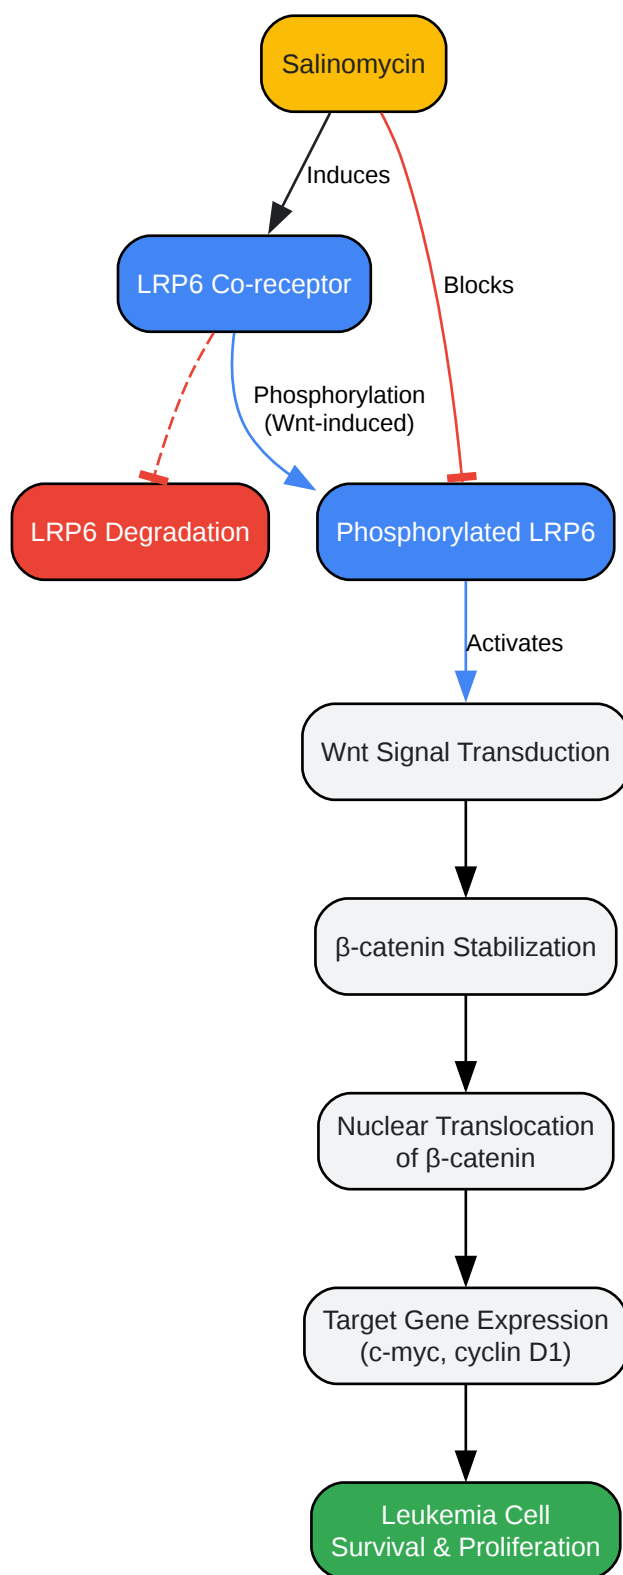 Salinomycin
Induces
LRP6 Co-receptor
Blocks
Phosphorylation
(Wnt-induced)
LRP6 Degradation
Phosphorylated LRP6
Activates
Wnt Signal Transduction
β-catenin Stabilization
Nuclear Translocation
of β-catenin
Target Gene Expression
(c-myc, cyclin D1)
Leukemia Cell
Survival & Proliferation